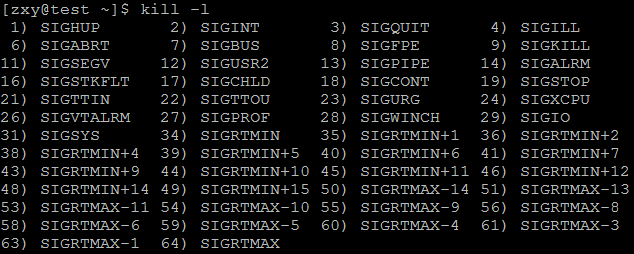 [zxy@test ~]$ kill -l
 1) SIGHUP       2) SIGINT       3) SIGQUIT      4) SIGILL
 6) SIGABRT      7) SIGBUS       8) SIGFPE       9) SIGKILL
11) SIGSEGV     12) SIGUSR2     13) SIGPIPE     14) SIGALRM
16) SIGSTKFLT   17) SIGCHLD     18) SIGCONT     19) SIGSTOP
21) SIGTTIN     22) SIGTTOU     23) SIGURG      24) SIGXCPU
26) SIGVTALRM   27) SIGPROF     28) SIGWINCH    29) SIGIO
31) SIGSYS      34) SIGRTMIN    35) SIGRTMIN+1  36) SIGRTMIN+2
38) SIGRTMIN+4  39) SIGRTMIN+5  40) SIGRTMIN+6  41) SIGRTMIN+7
43) SIGRTMIN+9  44) SIGRTMIN+10 45) SIGRTMIN+11 46) SIGRTMIN+12
48) SIGRTMIN+14 49) SIGRTMIN+15 50) SIGRTMAX-14 51) SIGRTMAX-13
53) SIGRTMAX-11 54) SIGRTMAX-10 55) SIGRTMAX-9  56) SIGRTMAX-8
58) SIGRTMAX-6  59) SIGRTMAX-5  60) SIGRTMAX-4  61) SIGRTMAX-3
63) SIGRTMAX-1  64) SIGRTMAX